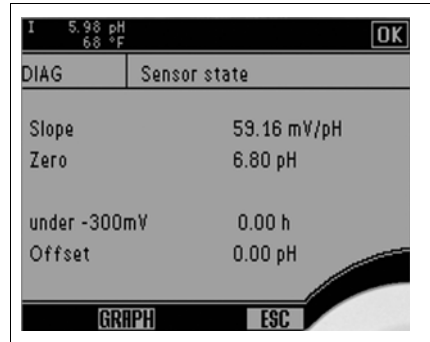 I 5.98 pH OK
68 °F
DIAG Sensor state
Slope 59.16 mV/pH
Zero 6.80 pH
under -300mV 0.00 h
Offset 0.00 pH
GRAPH ESC